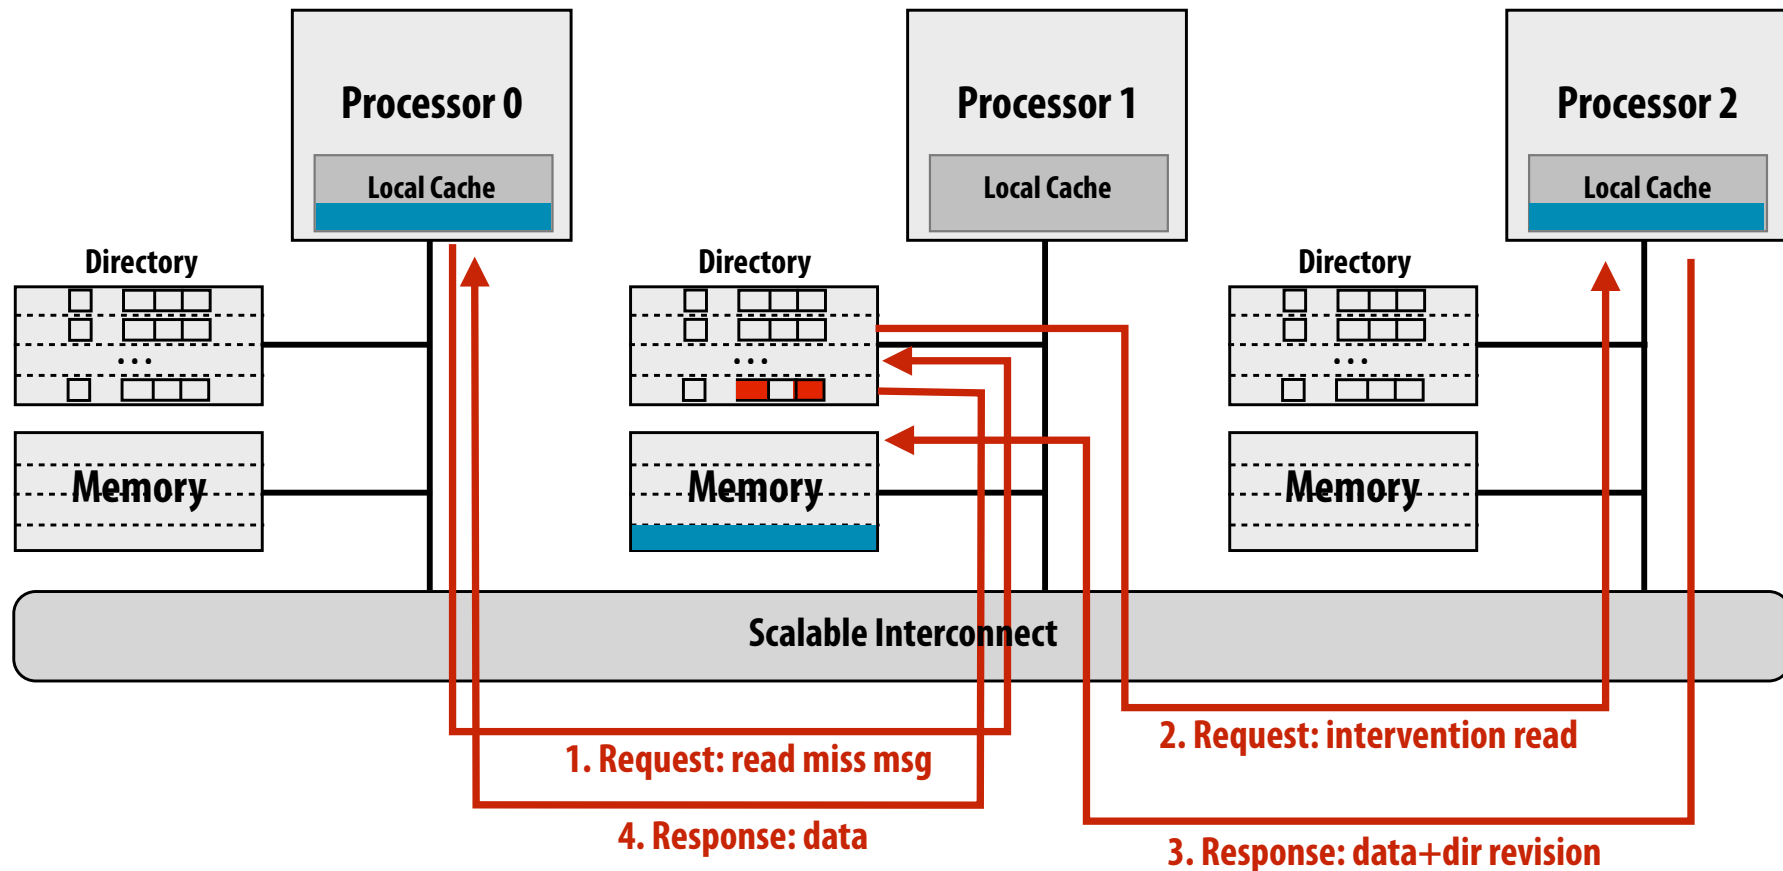 Processor 0
Processor 1
Processor 2
Local Cache
Local Cache
Local Cache
Directory
Directory
Directory
...
...
...
Memory
Memory
Memory
Scalable Interconnect
1. Request: read miss msg
2. Request: intervention read
4. Response: data
3. Response: data+dir revision